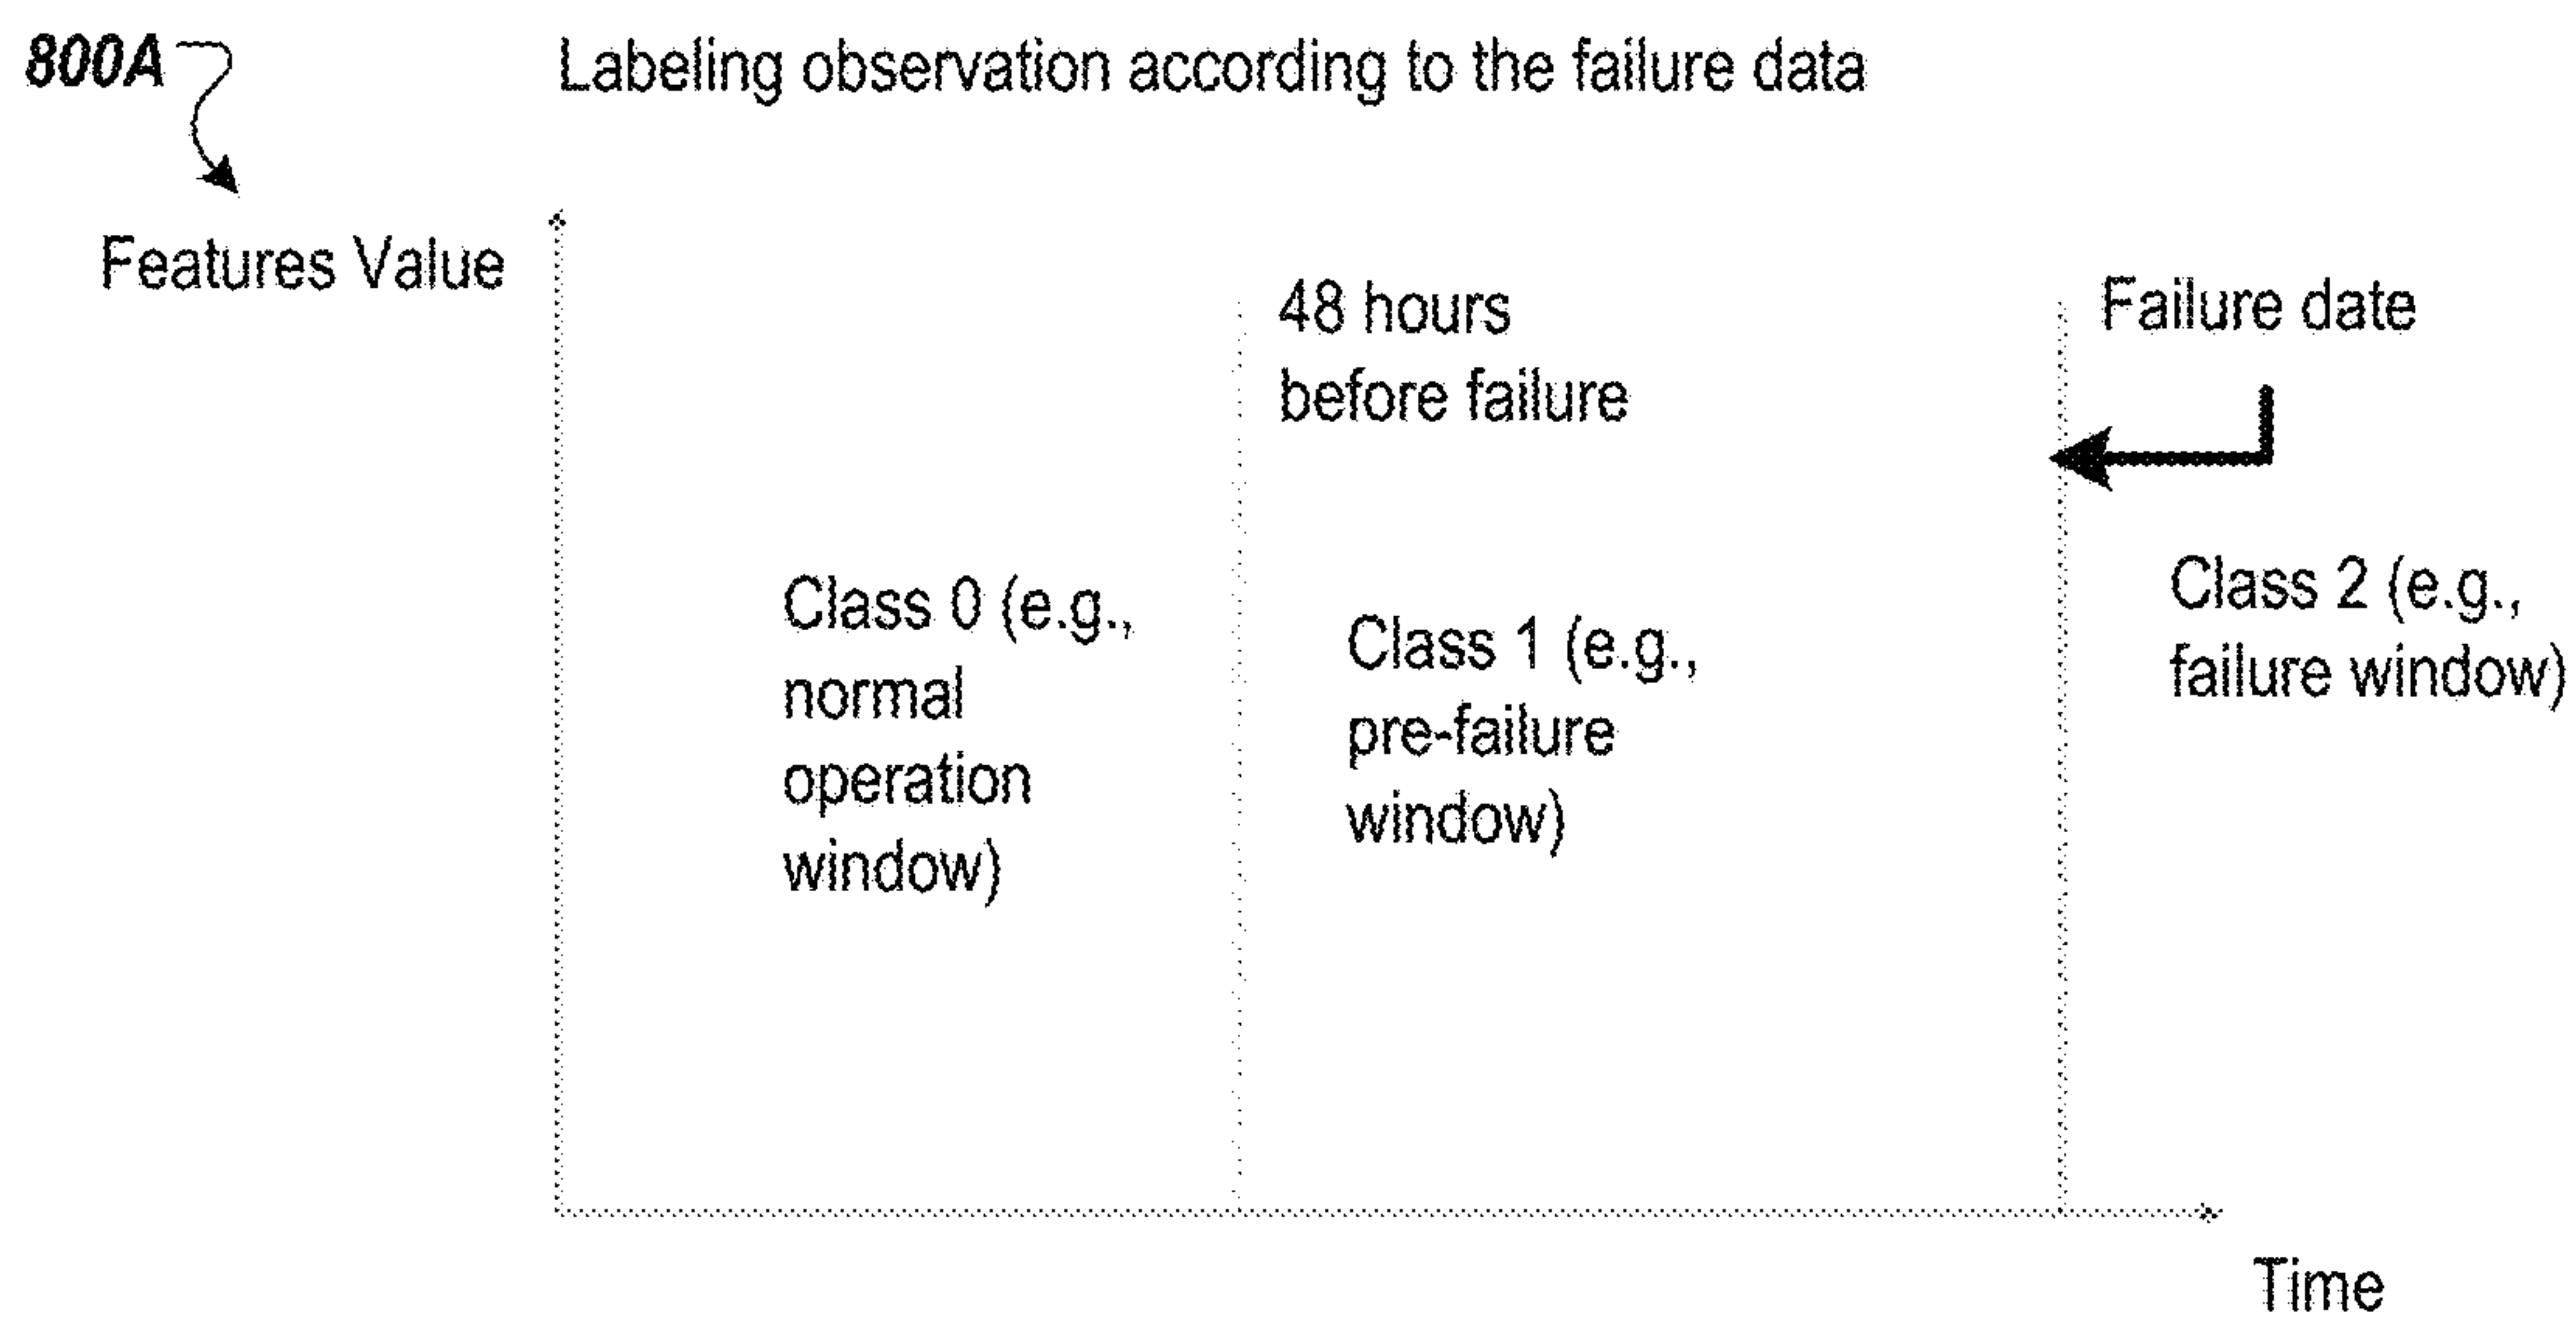 800A
Labeling observation according to the failure data
Features Value
48 hours
before failure
Failure date
Class 0 (e.g.,
normal
operation
window)
Class 1 (e.g.,
pre-failure
window)
Class 2 (e.g.,
failure window)
Time